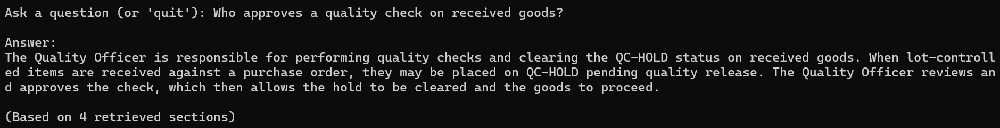 Ask a question (or 'quit'): Who approves a quality check on received goods?
Answer:
The Quality Officer is responsible for performing quality checks and clearing the QC-HOLD status on received goods. When lot-controll
ed items are received against a purchase order, they may be placed on QC-HOLD pending quality release. The Quality Officer reviews an
d approves the check, which then allows the hold to be cleared and the goods to proceed.
(Based on 4 retrieved sections)